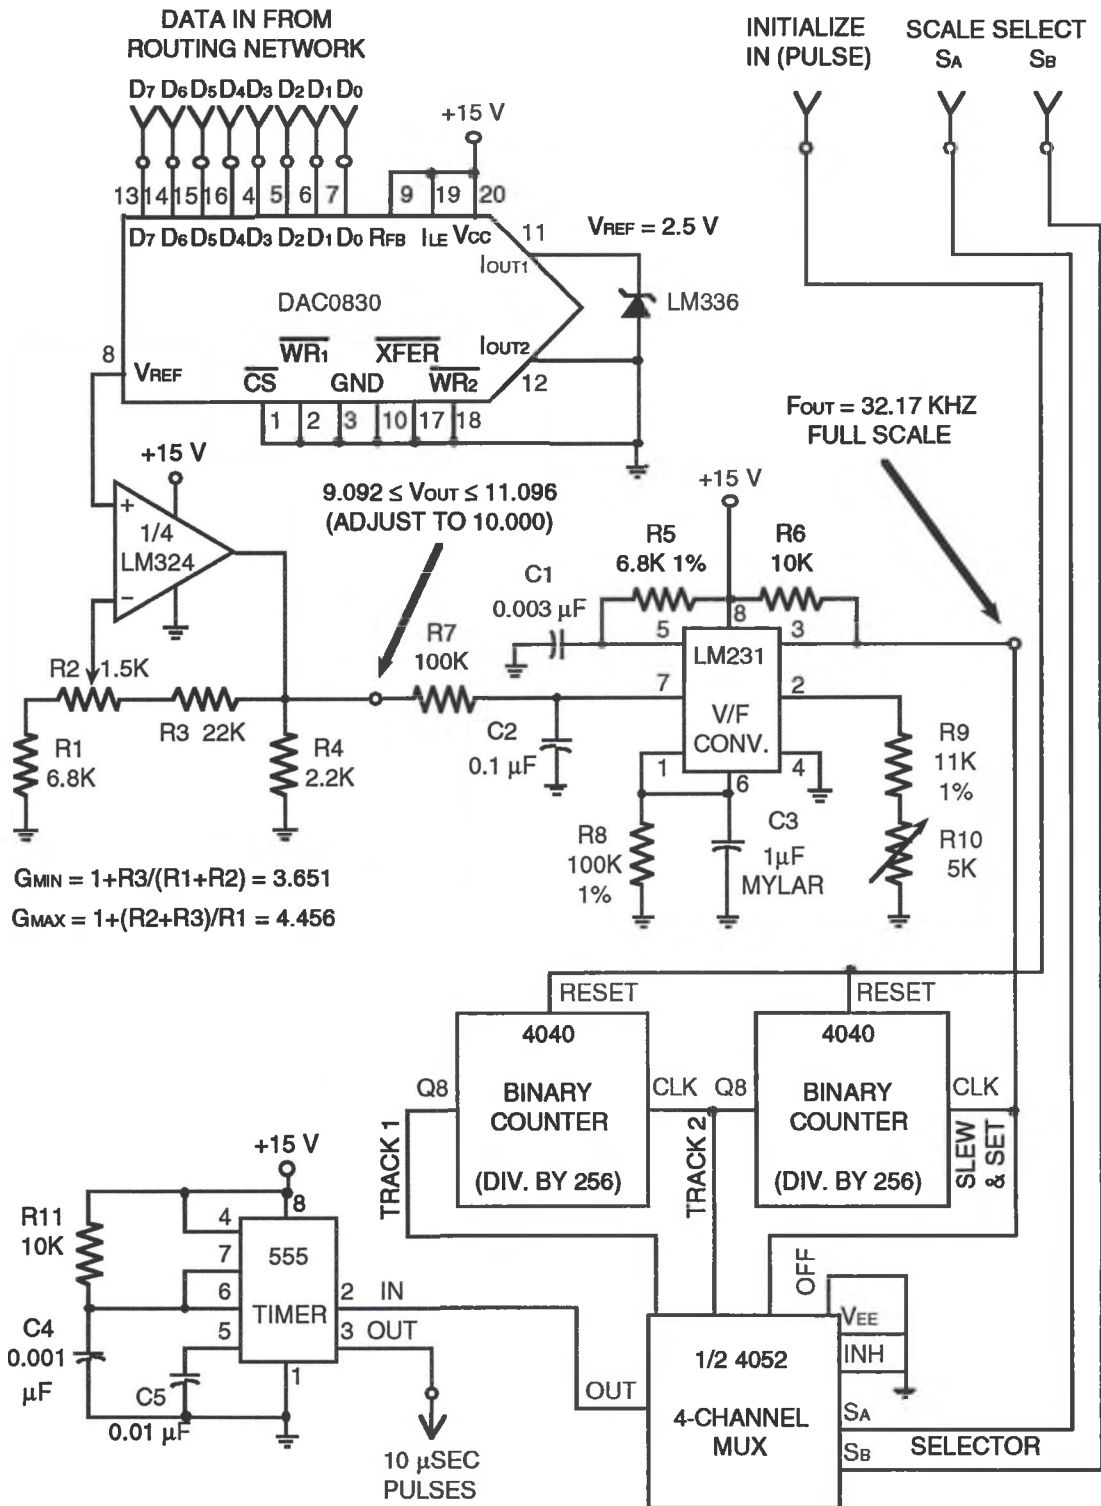 DATA IN FROM
ROUTING NETWORK
D7 D6 D5 D4 D3 D2 D1 D0
+15 V
13 14 15 16 4 5 6 7 9 19 20
D7 D6 D5 D4 D3 D2 D1 D0 RFB ILE VCC
11
IOUT1
VREF = 2.5 V
DAC0830
LM336
8
VREF
WR1
XFER
IOUT2
CS
GND
WR2
12
1 2 3 10 17 18
INITIALIZE
IN (PULSE)
SCALE SELECT
SA
SB
+15 V
+
1/4
LM324
−
9.092 ≤ VOUT ≤ 11.096
(ADJUST TO 10.000)
FOUT = 32.17 KHZ
FULL SCALE
+15 V
R5
6.8K 1%
R6
10K
C1
0.003 µF
R7
100K
5
8
3
LM231
7
2
V/F
CONV.
1
6
4
R2
1.5K
R3 22K
R1
6.8K
R4
2.2K
C2
0.1 µF
R9
11K
1%
R8
100K
1%
C3
1µF
MYLAR
R10
5K
GMIN = 1+R3/(R1+R2) = 3.651
GMAX = 1+(R2+R3)/R1 = 4.456
RESET
RESET
4040
4040
Q8
BINARY
COUNTER
CLK
Q8
BINARY
COUNTER
CLK
(DIV. BY 256)
(DIV. BY 256)
TRACK 1
TRACK 2
SLEW
& SET
+15 V
R11
10K
4
8
7
555
6
TIMER
2
IN
5
3
OUT
1
C4
0.001
µF
C5
0.01 µF
10 µSEC
PULSES
OFF
VEE
INH
1/2 4052
OUT
4-CHANNEL
MUX
SA
SB
SELECTOR